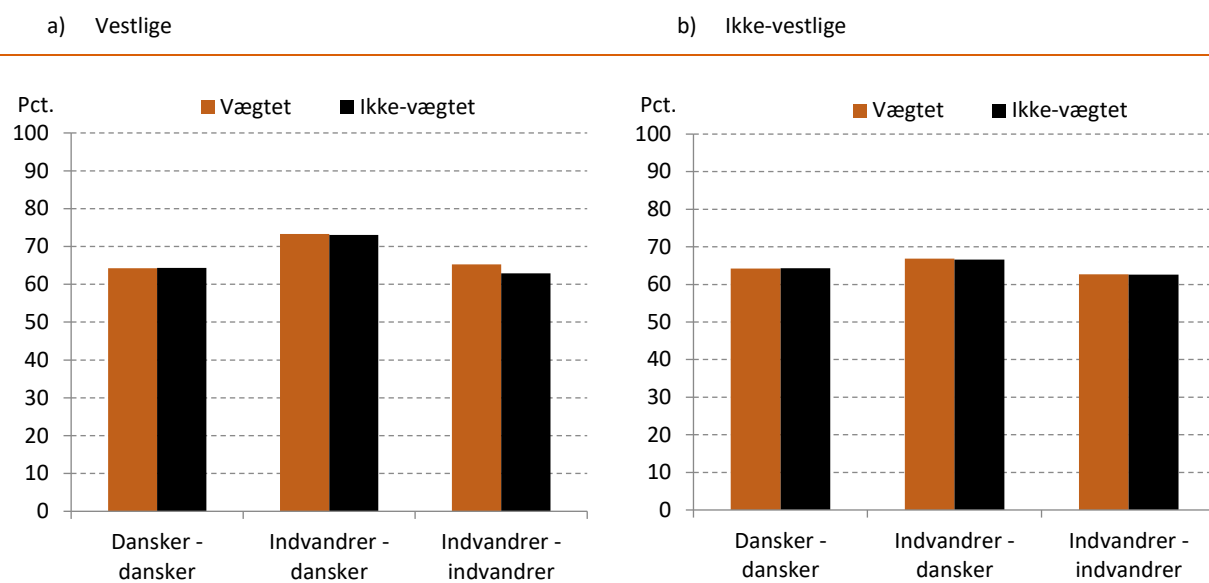 a) Vestlige
b) Ikke-vestlige
Pct.
Vægtet
Ikke-vægtet
100
90
80
70
60
50
40
30
20
10
0
Dansker -
dansker
Indvandrer -
dansker
Indvandrer -
indvandrer
Pct.
Vægtet
Ikke-vægtet
100
90
80
70
60
50
40
30
20
10
0
Dansker -
dansker
Indvandrer -
dansker
Indvandrer -
indvandrer